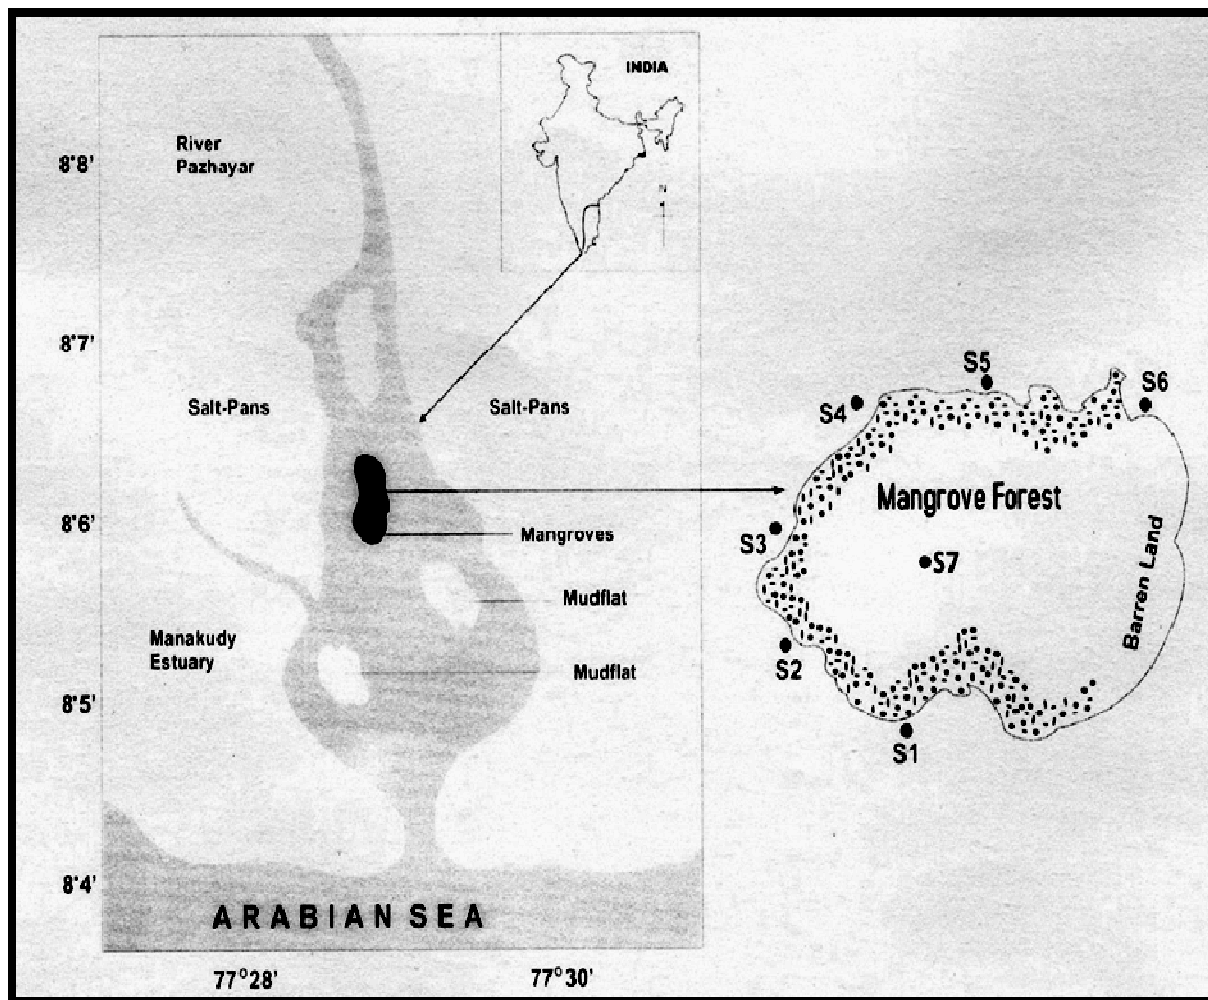 INDIA
N
River
Pazhayar
8°8'
8°7'
Salt-Pans
Salt-Pans
8°6'
Mangroves
Mudflat
Manakudy
Estuary
Mudflat
8°5'
8°4'
ARABIAN SEA
77°28'
77°30'
S5
S6
S4
Mangrove Forest
S3
S7
Barren Land
S2
S1